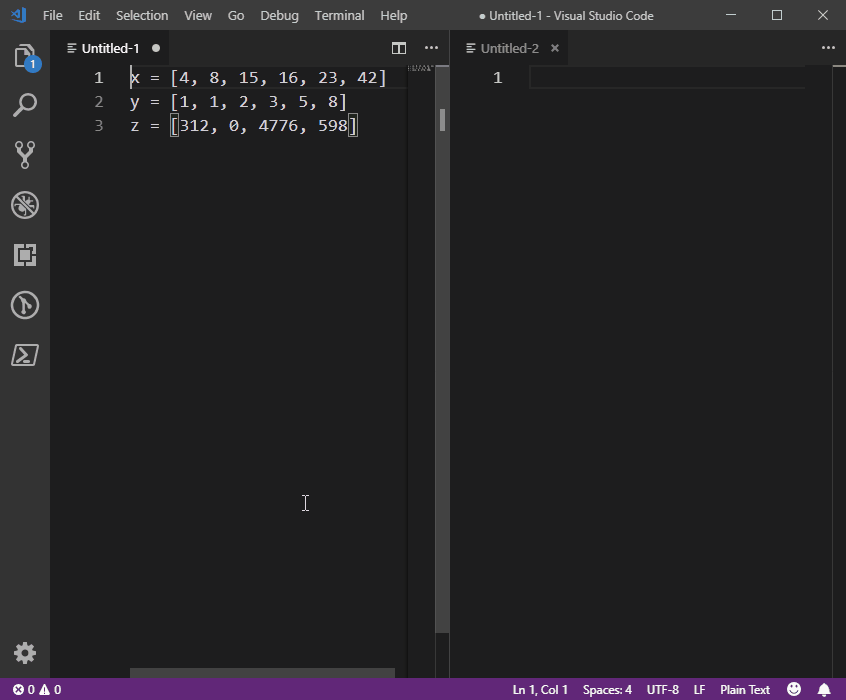 File Edit Selection View Go Debug Terminal Help ● Untitled-1 - Visual Studio Code
Untitled-1 ●
1 x = [4, 8, 15, 16, 23, 42]
2 y = [1, 1, 2, 3, 5, 8]
3 z = [312, 0, 4776, 598]
Untitled-2 ×
1
1
0 0 Ln 1, Col 1 Spaces: 4 UTF-8 LF Plain Text